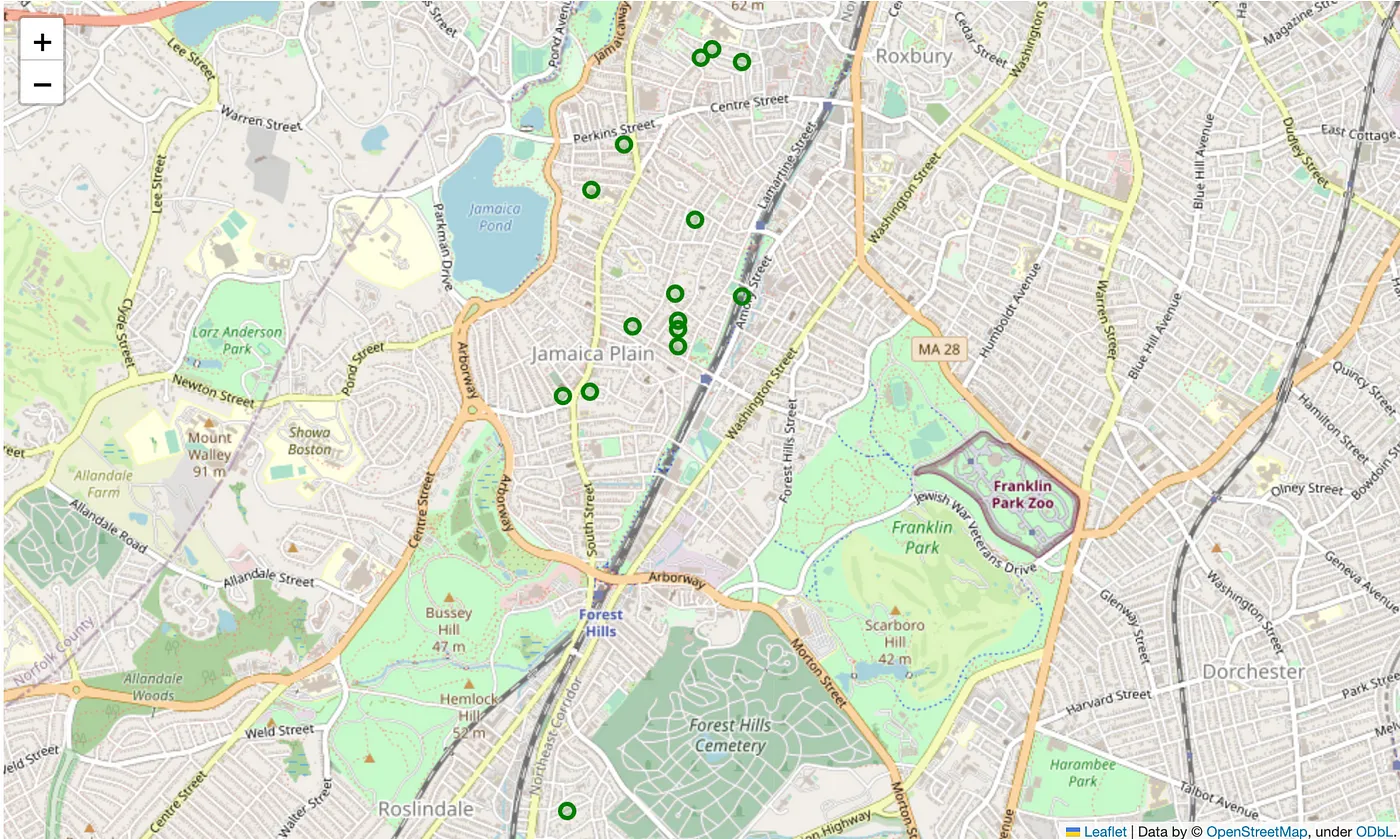 62 m
Lee Street
Pond Avenue
Jamaicaway
Roxbury
Cedar Street
Washington S
Magazine Stre
+
−
Warren Street
Centre Street
Perkins Street
Dudley Street
East Cottage
Blue Hill Avenue
Lee Street
Lamartine Street
Washington Street
Jamaica
Pond
Parkman Drive
Amory Street
Humboldt Avenue
Warren Street
Clyde Street
Larz Anderson
Park
Arborway
Jamaica Plain
MA 28
Blue Hill Avenue
Pond Street
Newton Street
Washington Street
Quincy Street
Hamilton Street
Mount
Walley
91 m
Showa
Boston
Forest Hills Street
Allandale
Farm
Franklin
Park Zoo
Olney Street
Bowdoin St
Centre Street
Arborway
South Street
Jewish War Veterans Drive
Allandale Road
Franklin
Park
Geneva Avenue
Allandale Street
Arborway
Washington Street
Glenway Street
Bussey
Hill
47 m
Forest
Hills
Scarboro
Hill
42 m
Norfolk County
Morton Street
Dorchester
Allandale
Woods
Hemlock
Hill
52 m
Harvard Street
Park Stree
Northeast Corridor
Forest Hills
Cemetery
Weld Street
Weld Street
Harambee
Park
Centre Street
Walter Street
Roslindale
Morton S
Talbot Avenue
on Highway
enue
Leaflet | Data by © OpenStreetMap, under ODbL.